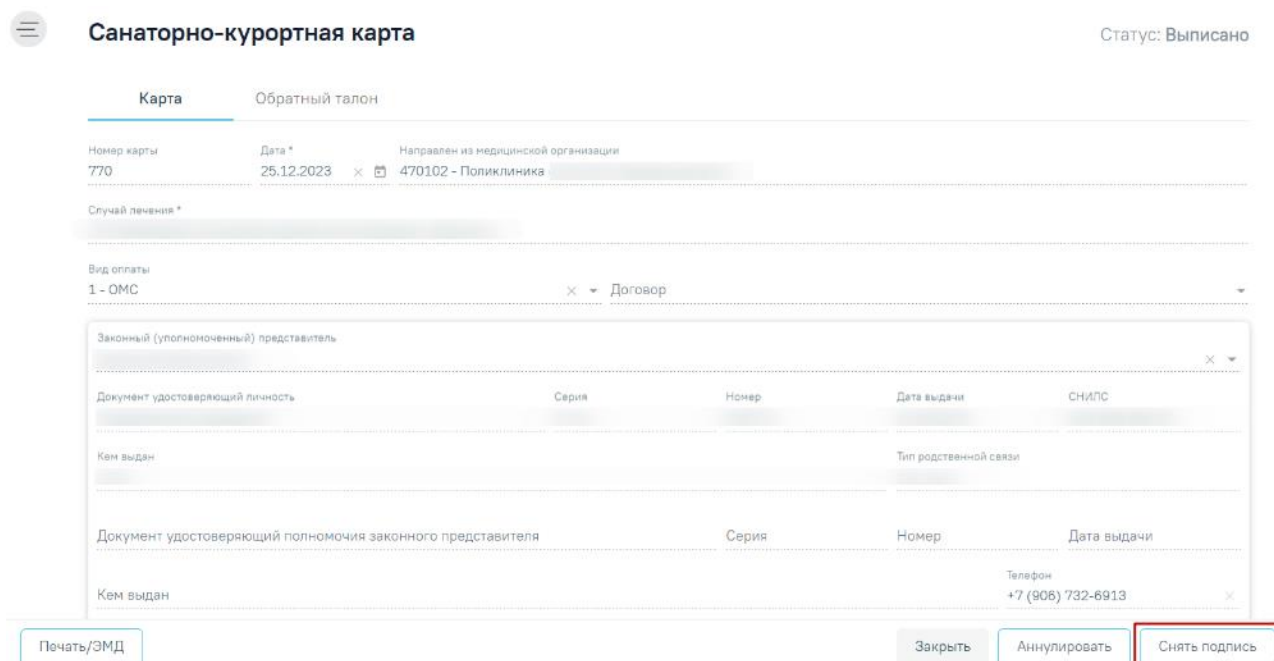 Санаторно-курортная карта Статус: Выписано
Карта Обратный талон
Номер карты Дата * Направлен из медицинской организации
770 25.12.2023 470102 - Поликлиника
Случай лечения *
Вид оплаты
1 - ОМС Договор
Законный (уполномоченный) представитель
Документ удостоверяющий личность Серия Номер Дата выдачи СНИЛС
Кем выдан Тип родственной связи
Документ удостоверяющий полномочия законного представителя Серия Номер Дата выдачи
Телефон
Кем выдан +7 (906) 732-6913
Печать/ЭМД Закрыть Аннулировать Снять подпись